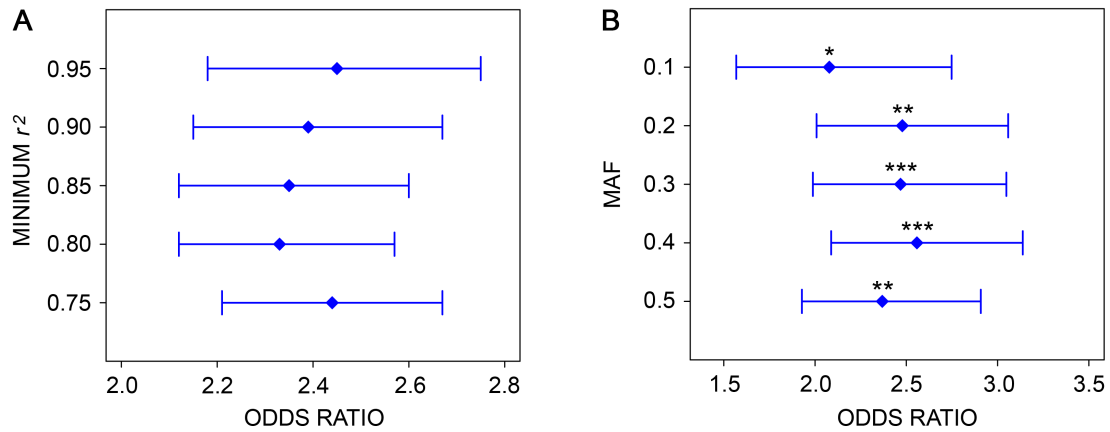 A
MINIMUM r²
0.95
0.90
0.85
0.80
0.75
2.0 2.2 2.4 2.6 2.8
ODDS RATIO
B
MAF
0.1
0.2
0.3
0.4
0.5
*
**
***
***
**
1.5 2.0 2.5 3.0 3.5
ODDS RATIO